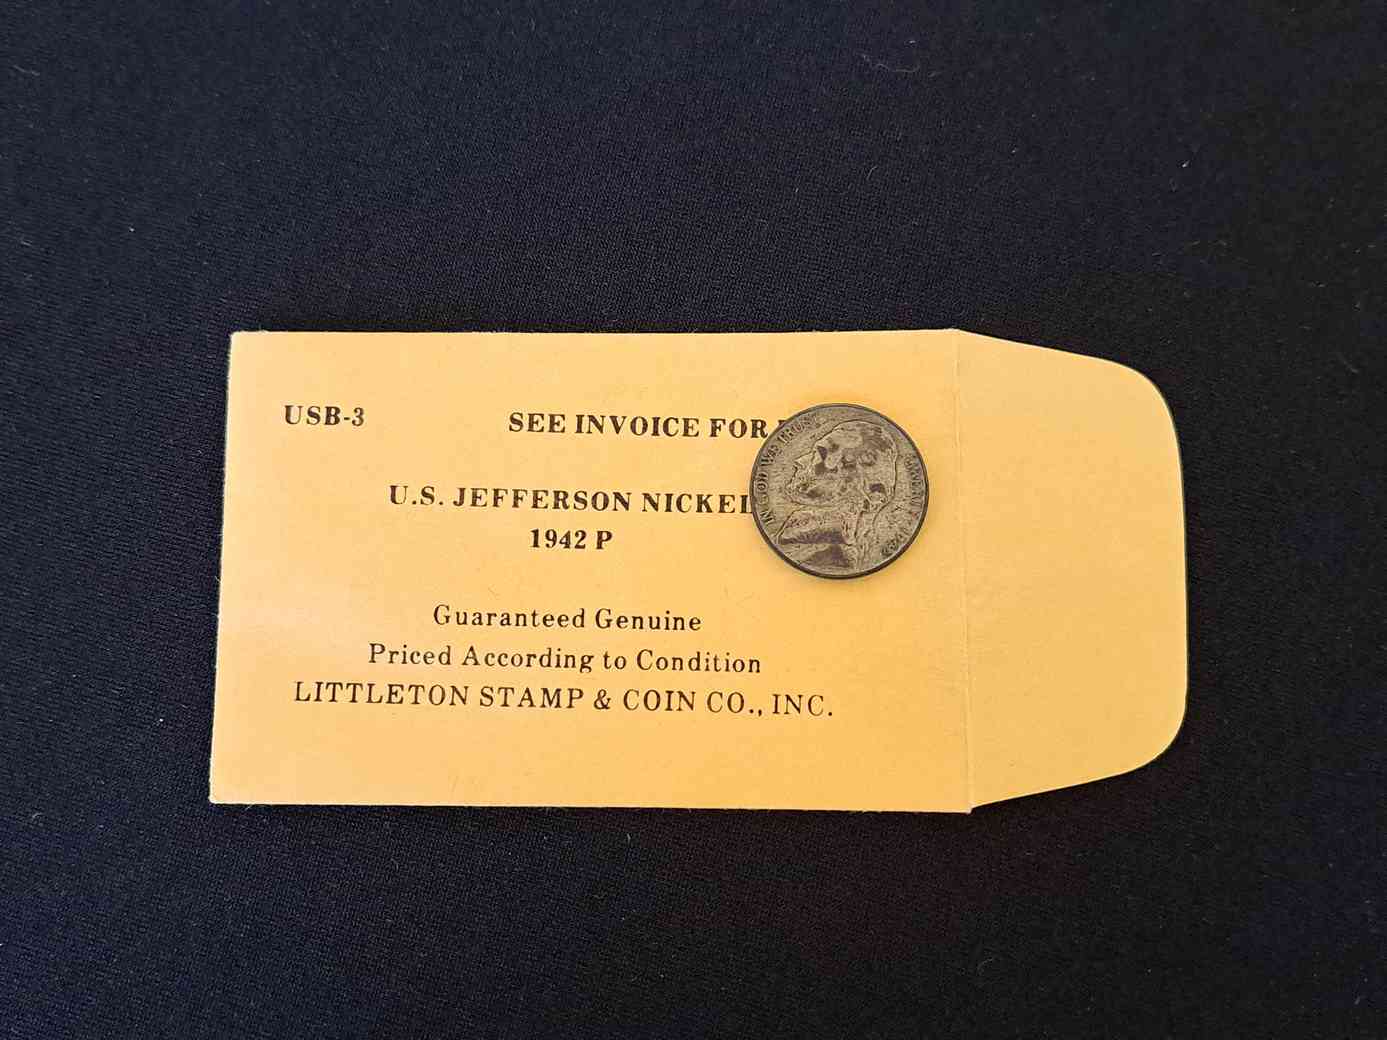 USB-3
SEE INVOICE FOR
U.S. JEFFERSON NICKEL
1942 P
Guaranteed Genuine
Priced According to Condition
LITTLETON STAMP & COIN CO., INC.
IN GOD WE TRUST